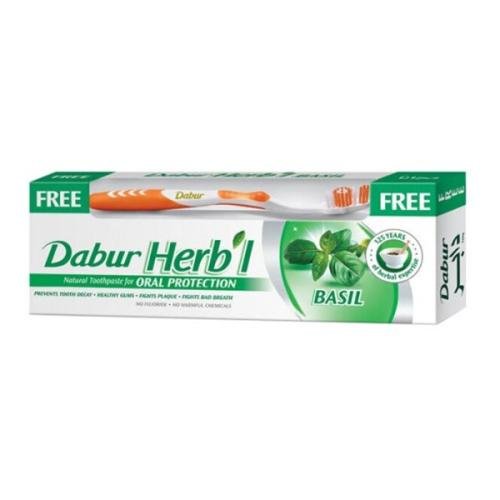 FREE
Dabur
FREE
Dabur Herb'l
Natural Toothpaste for ORAL PROTECTION
PREVENTS TOOTH DECAY • HEALTHY GUMS • FIGHTS PLAQUE • FIGHTS BAD BREATH
NO FLUORIDE • NO HARMFUL CHEMICALS
BASIL
125 YEARS
of herbal expertise
Dabur